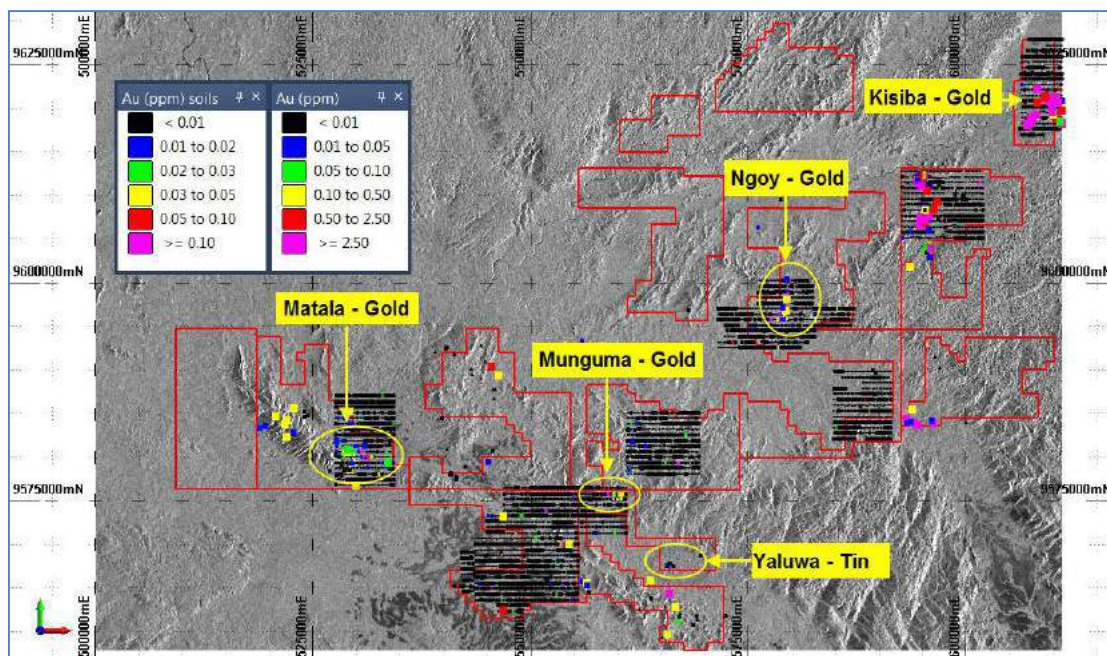 500000mE
525000mE
550000mE
575000mE
600000mE
9625000mN
9625000mN
Au (ppm) soils
< 0.01
0.01 to 0.02
0.02 to 0.03
0.03 to 0.05
0.05 to 0.10
>= 0.10
Au (ppm)
< 0.01
0.01 to 0.05
0.05 to 0.10
0.10 to 0.50
0.50 to 2.50
>= 2.50
Kisiba - Gold
Ngoy - Gold
9600000mN
9600000mN
Matala - Gold
Munguma - Gold
9575000mN
9575000mN
Yaluwa - Tin
500000mE
525000mE
550000mE
575000mE
600000mE